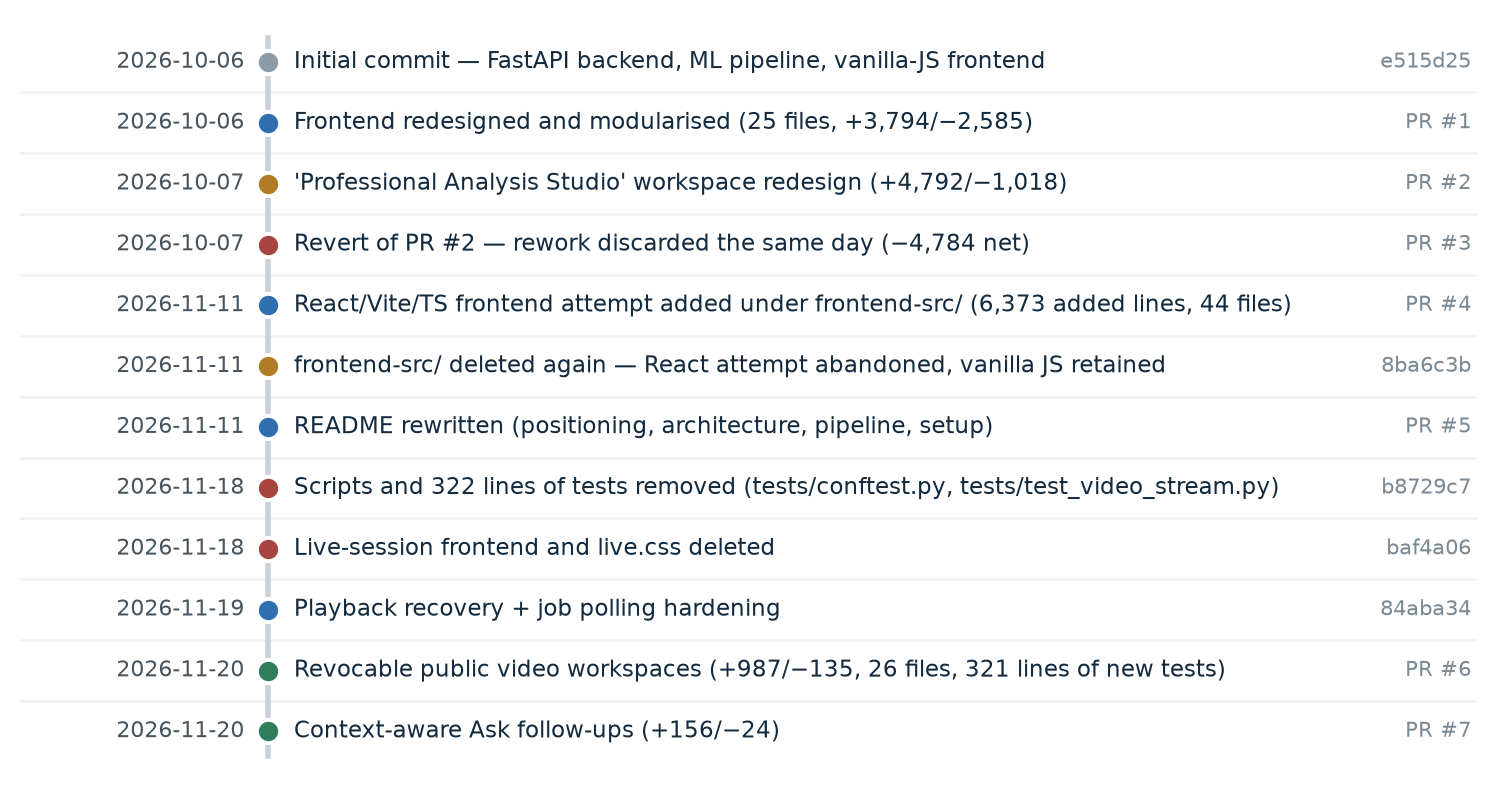 2026-10-06 Initial commit — FastAPI backend, ML pipeline, vanilla-JS frontend e515d25
2026-10-06 Frontend redesigned and modularised (25 files, +3,794/−2,585) PR #1
2026-10-07 'Professional Analysis Studio' workspace redesign (+4,792/−1,018) PR #2
2026-10-07 Revert of PR #2 — rework discarded the same day (−4,784 net) PR #3
2026-11-11 React/Vite/TS frontend attempt added under frontend-src/ (6,373 added lines, 44 files) PR #4
2026-11-11 frontend-src/ deleted again — React attempt abandoned, vanilla JS retained 8ba6c3b
2026-11-11 README rewritten (positioning, architecture, pipeline, setup) PR #5
2026-11-18 Scripts and 322 lines of tests removed (tests/conftest.py, tests/test_video_stream.py) b8729c7
2026-11-18 Live-session frontend and live.css deleted baf4a06
2026-11-19 Playback recovery + job polling hardening 84aba34
2026-11-20 Revocable public video workspaces (+987/−135, 26 files, 321 lines of new tests) PR #6
2026-11-20 Context-aware Ask follow-ups (+156/−24) PR #7